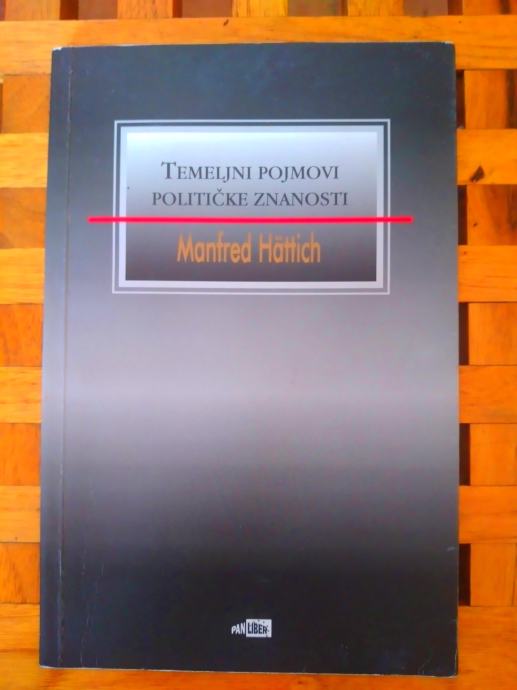 TEMELJNI POJMOVI
POLITIČKE ZNANOSTI
Manfred Hättich
PAN LIBER